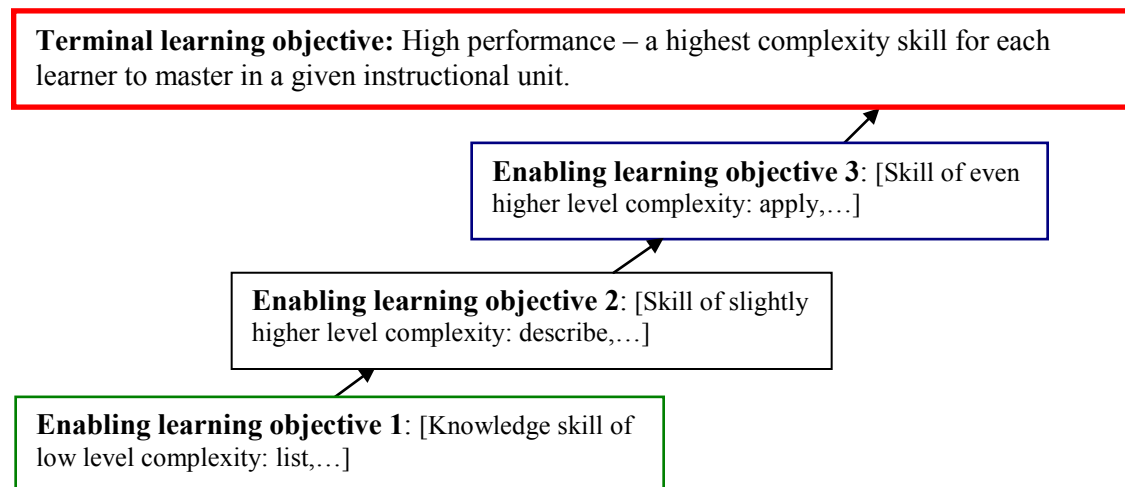 Terminal learning objective: High performance – a highest complexity skill for each
learner to master in a given instructional unit.
Enabling learning objective 3: [Skill of even
higher level complexity: apply,…]
Enabling learning objective 2: [Skill of slightly
higher level complexity: describe,…]
Enabling learning objective 1: [Knowledge skill of
low level complexity: list,…]